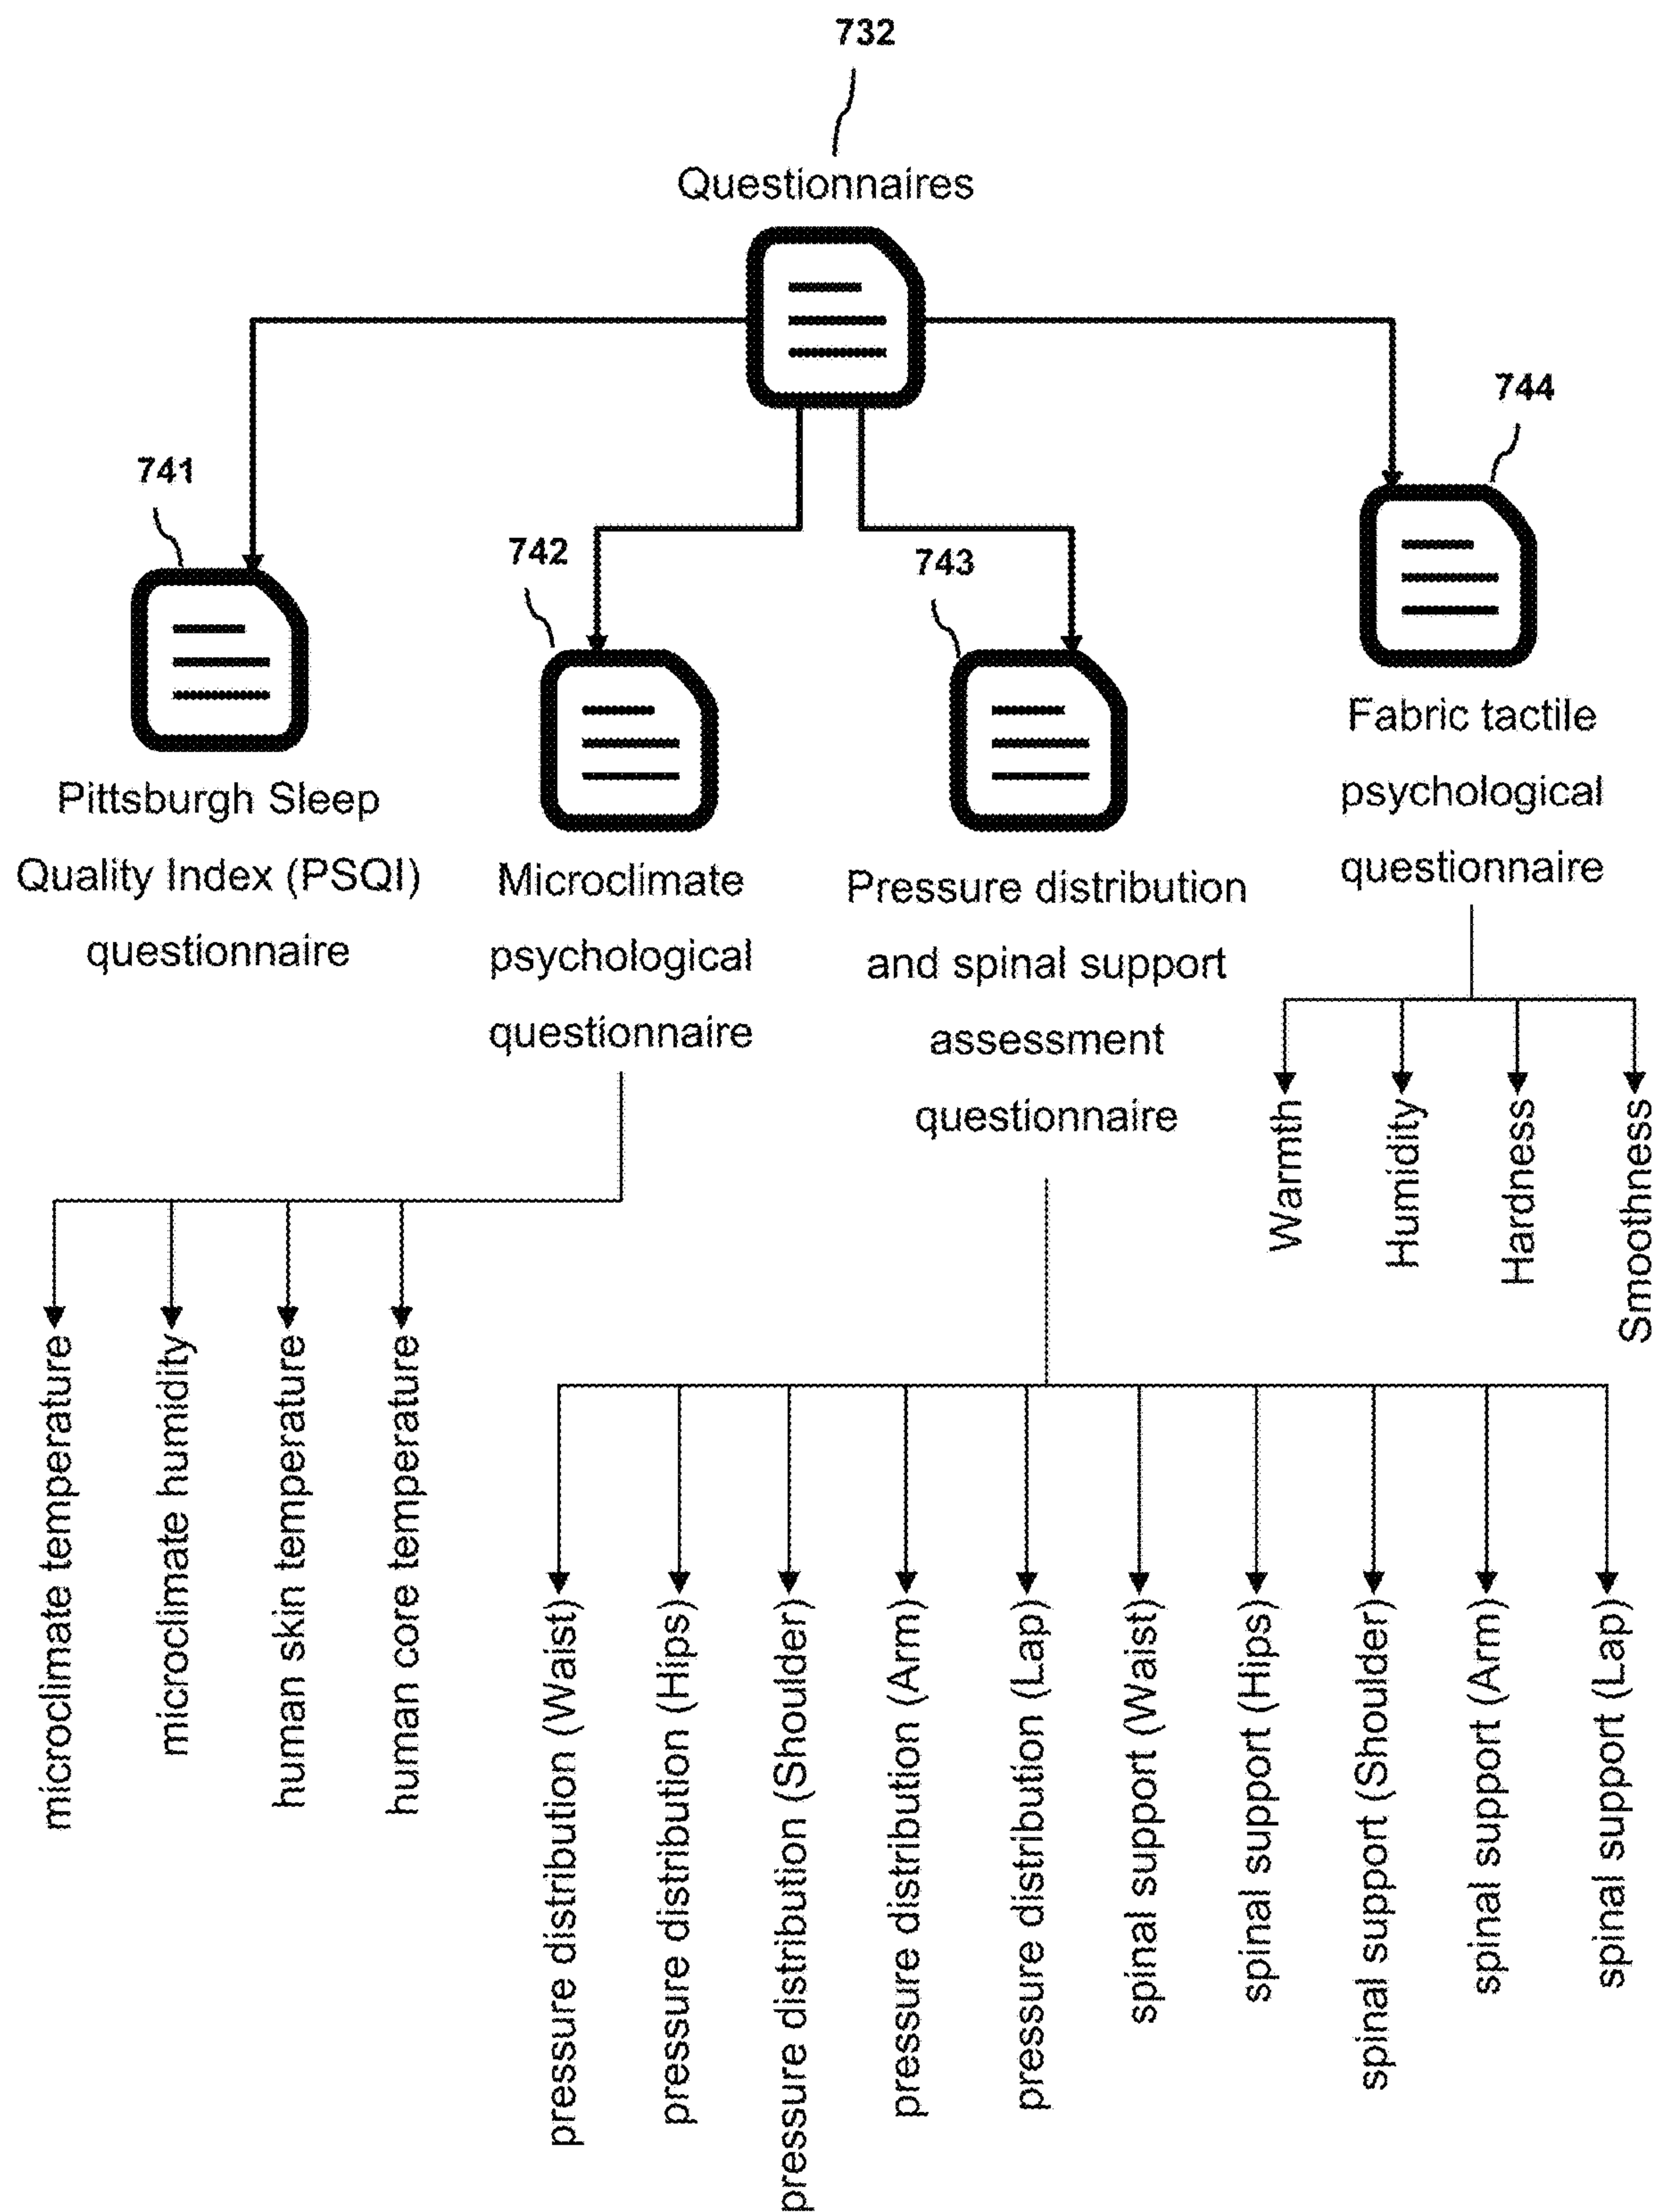 732
Questionnaires
741
Pittsburgh Sleep
Quality Index (PSQI)
questionnaire
742
Microclimate
psychological
questionnaire
743
Pressure distribution
and spinal support
assessment
questionnaire
744
Fabric tactile
psychological
questionnaire
microclimate temperature
microclimate humidity
human skin temperature
human core temperature
pressure distribution (Waist)
pressure distribution (Hips)
pressure distribution (Shoulder)
pressure distribution (Arm)
pressure distribution (Lap)
spinal support (Waist)
spinal support (Hips)
spinal support (Shoulder)
spinal support (Arm)
spinal support (Lap)
Warmth
Humidity
Hardness
Smoothness